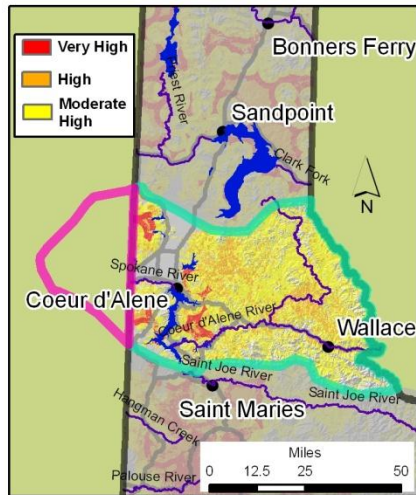 Very High
High
Moderate
High
Bonners Ferry
Sandpoint
Clark Fork
N
Spokane River
Coeur d'Alene
Coeur d'Alene River
Wallace
Saint Joe River
Saint Joe River
Saint Maries
Hangman Creek
Palouse River
Miles
0 12.5 25 50